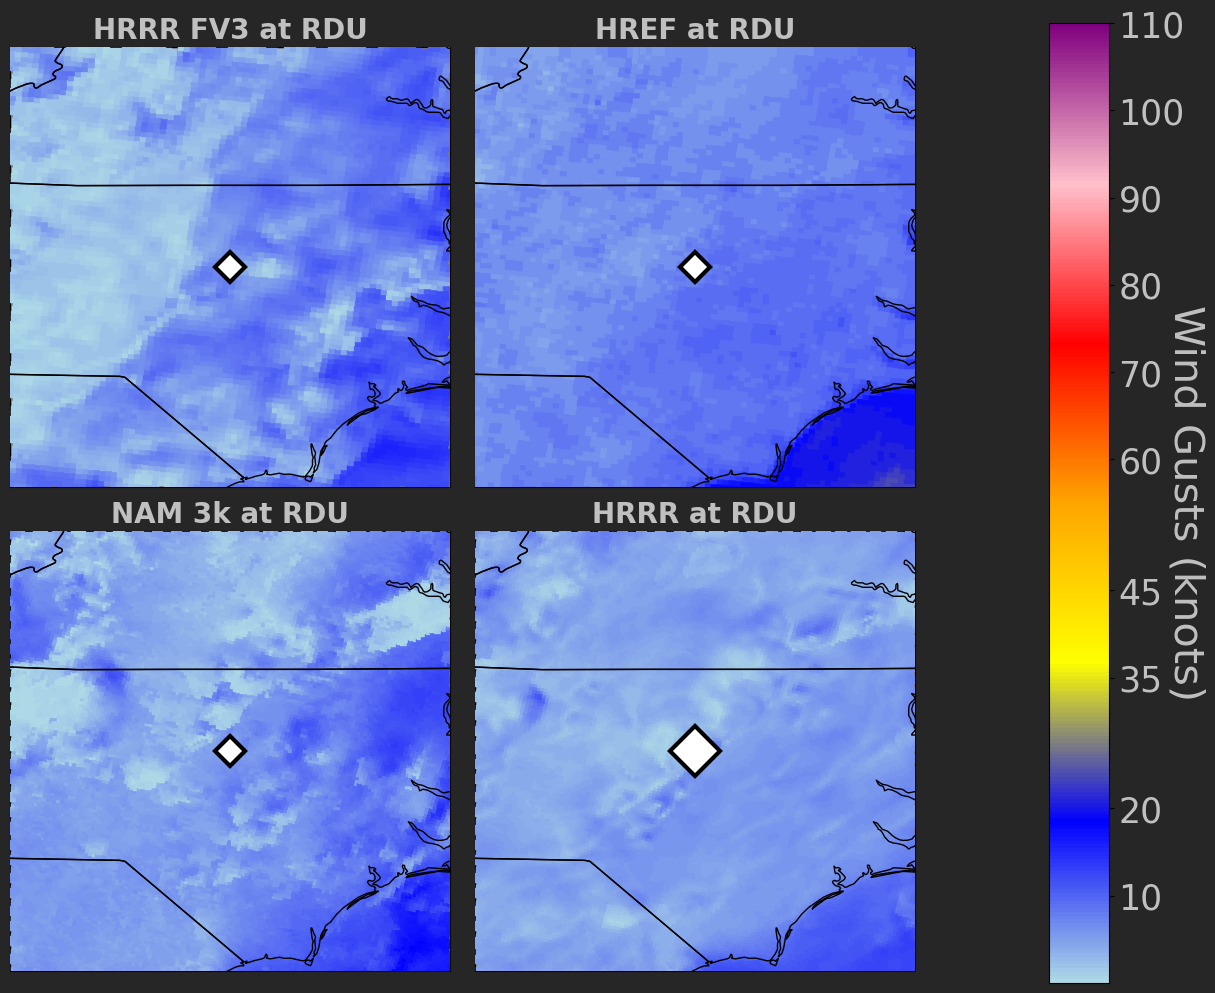 HRRR FV3 at RDU
HREF at RDU
NAM 3k at RDU
HRRR at RDU
110
100
90
80
70
60
45
35
20
10
Wind Gusts (knots)